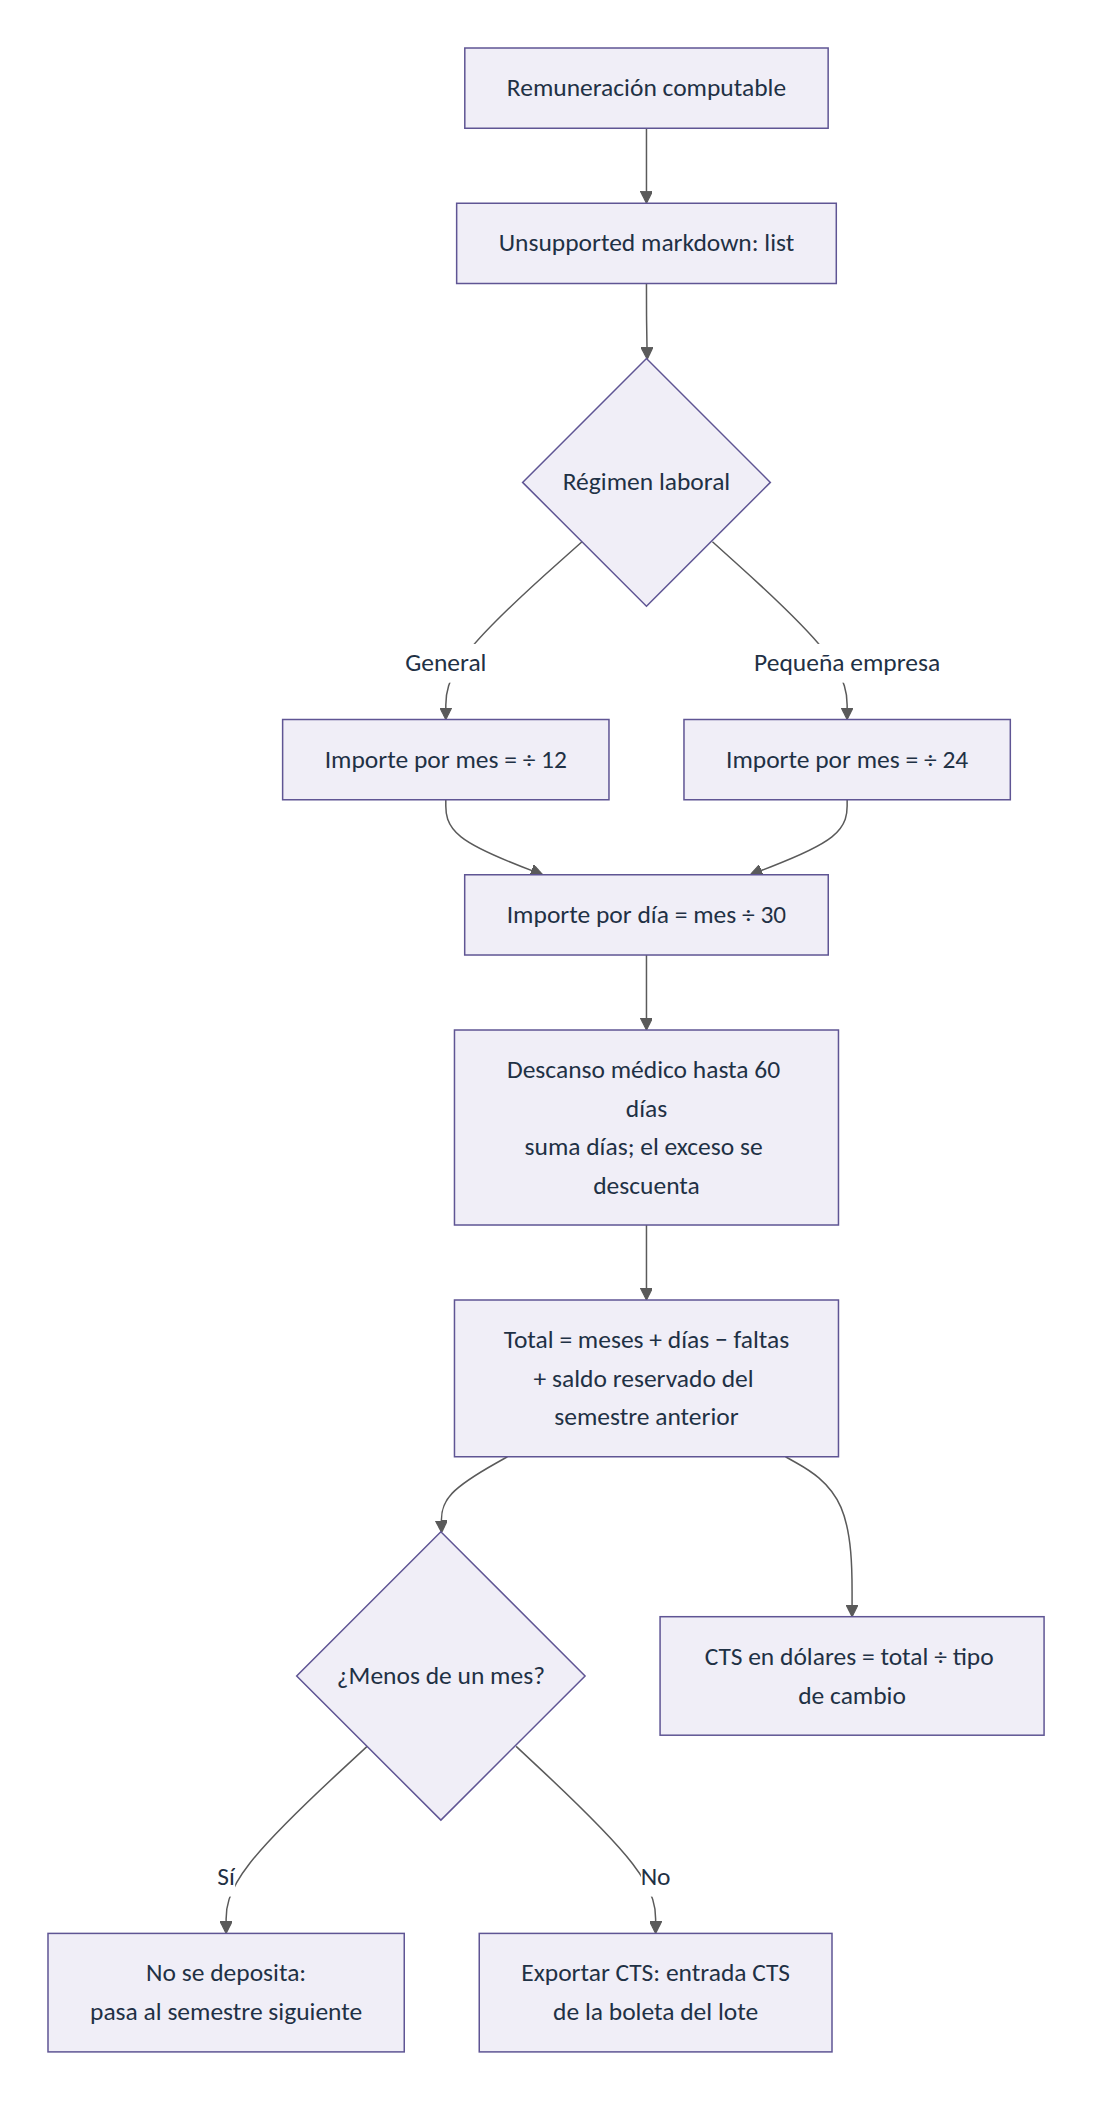 Remuneración computable
Unsupported markdown: list
Régimen laboral
General
Pequeña empresa
Importe por mes = ÷ 12
Importe por mes = ÷ 24
Importe por día = mes ÷ 30
Descanso médico hasta 60
días
suma días; el exceso se
descuenta
Total = meses + días − faltas
+ saldo reservado del
semestre anterior
¿Menos de un mes?
CTS en dólares = total ÷ tipo
de cambio
Sí
No
No se deposita:
pasa al semestre siguiente
Exportar CTS: entrada CTS
de la boleta del lote